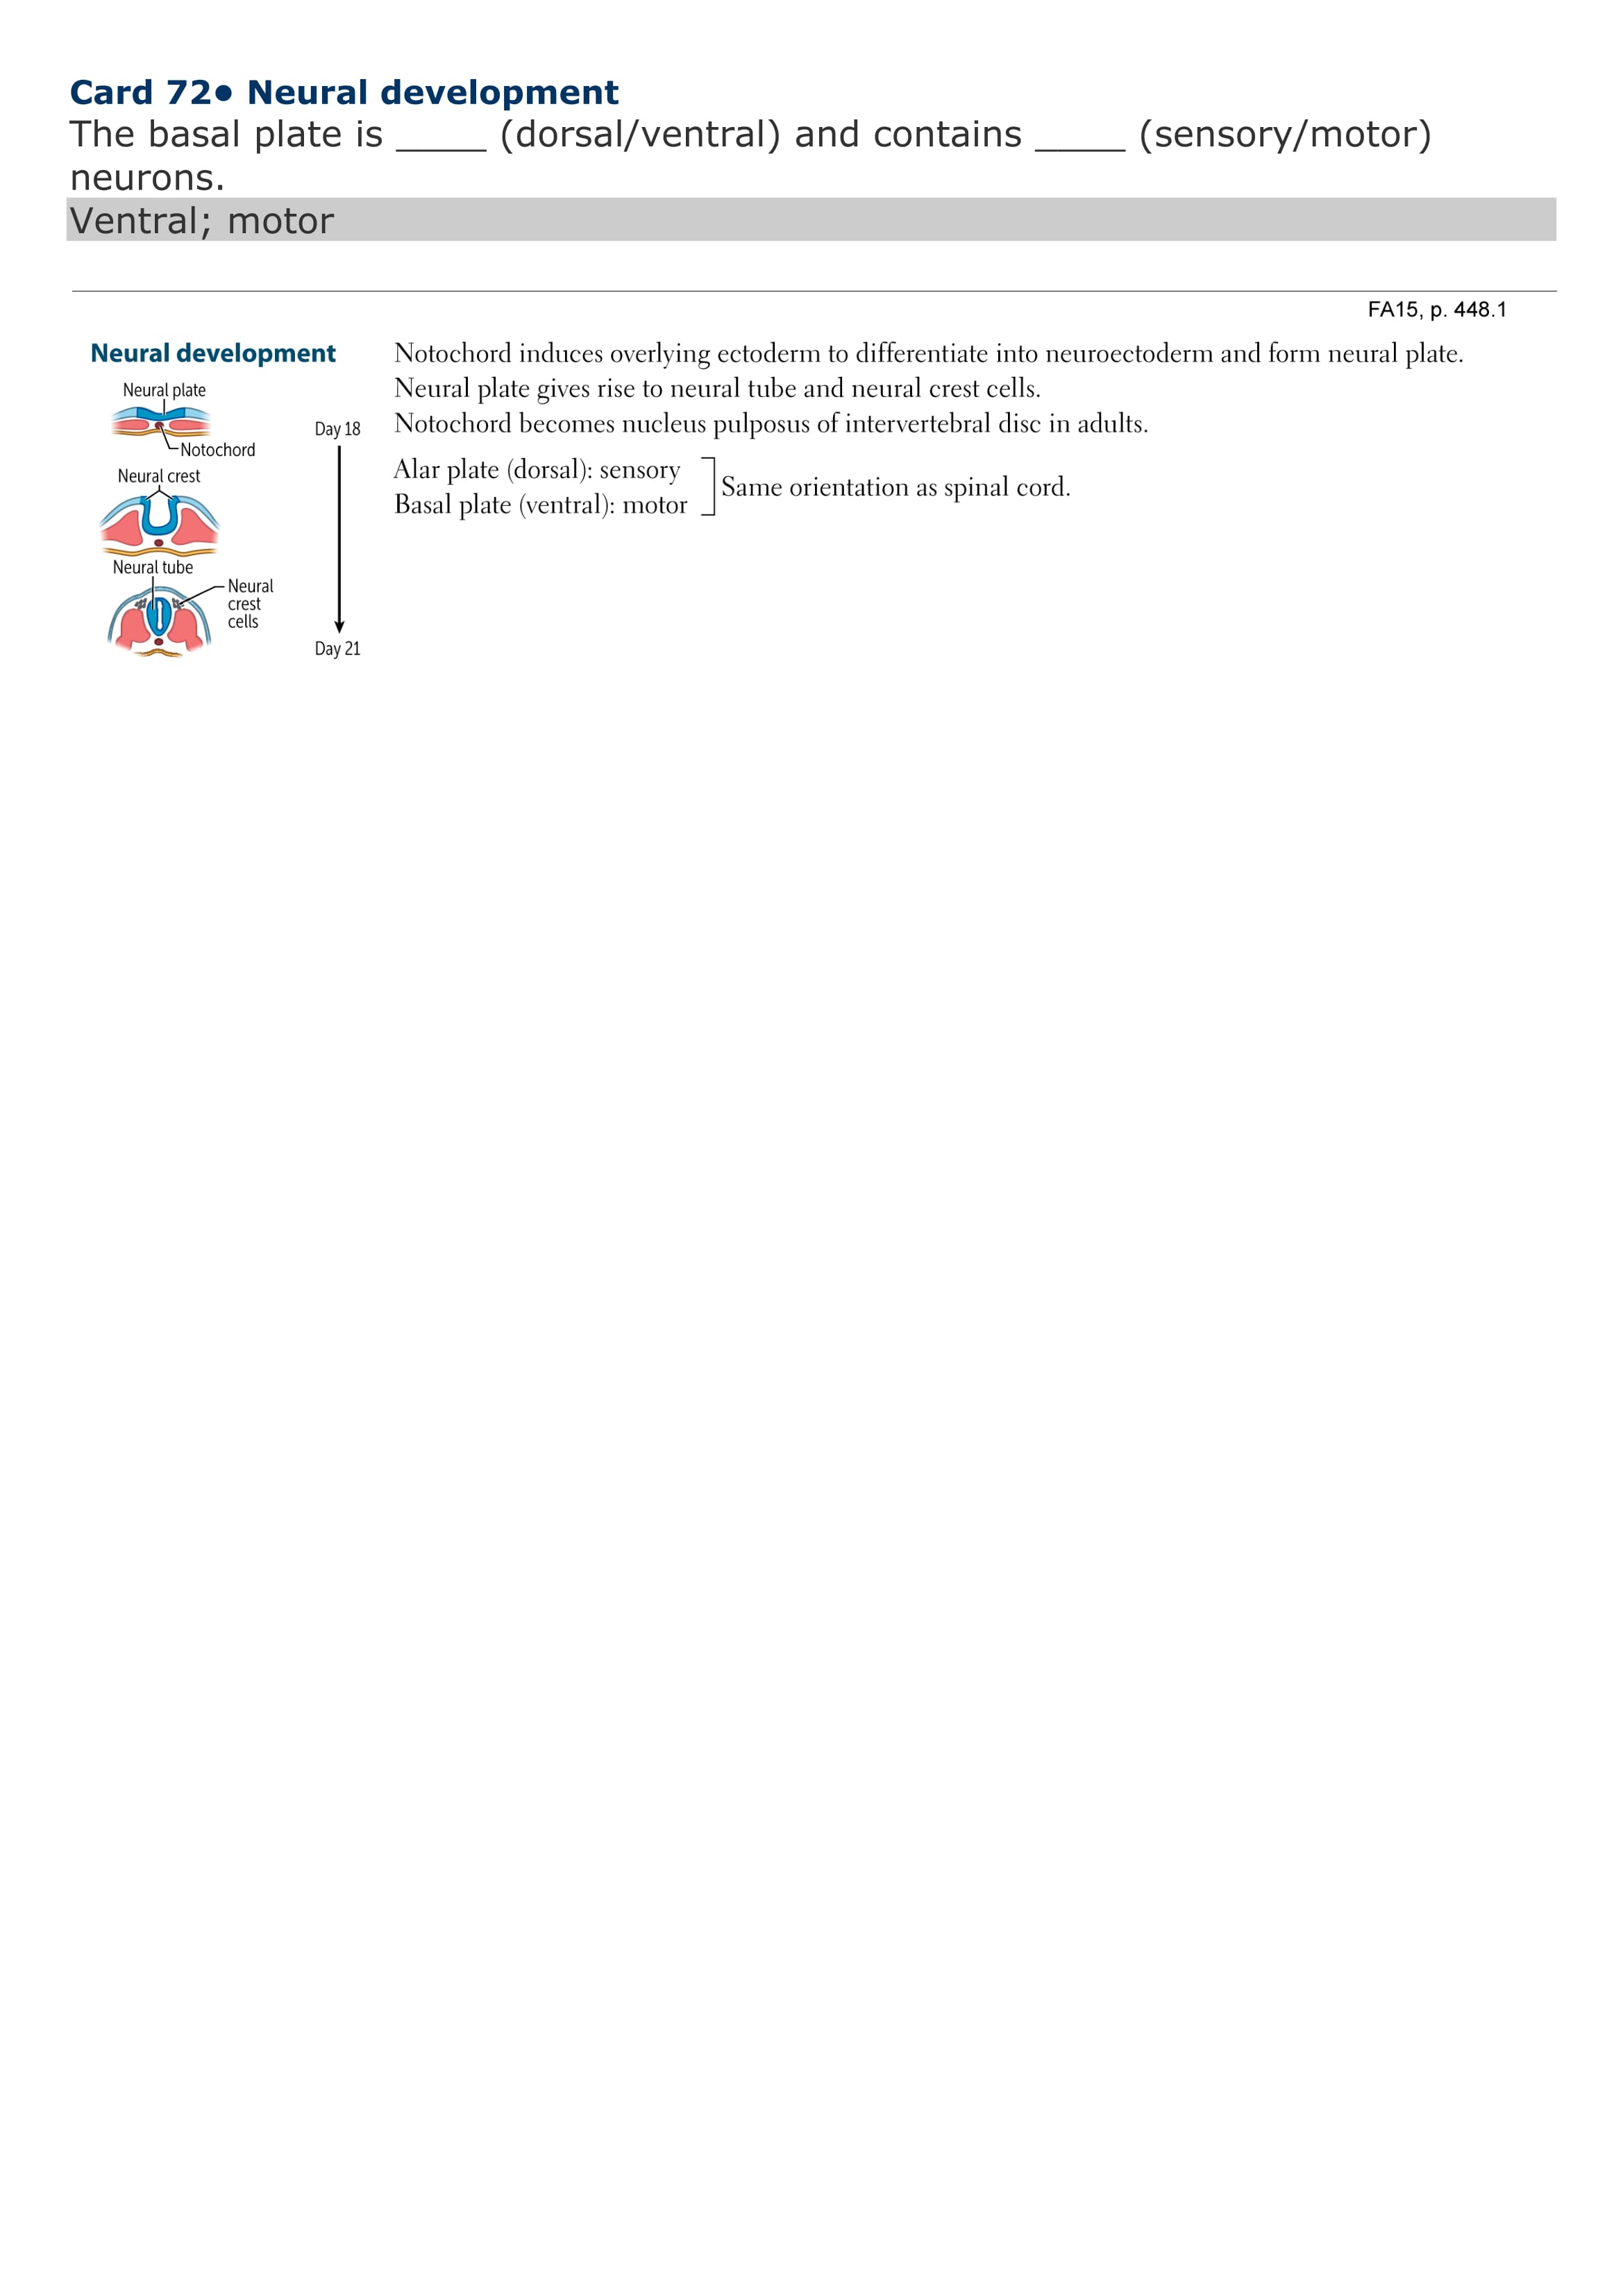 Card 72● Neural development
The basal plate is _____ (dorsal/ventral) and contains _____ (sensory/motor)
neurons.
Ventral; motor
FA15, p. 448.1
Neural development
Neural plate
Notochord
Neural crest
Neural tube
Neural
crest
cells
Day 18
Day 21
Notochord induces overlying ectoderm to differentiate into neuroectoderm and form neural plate.
Neural plate gives rise to neural tube and neural crest cells.
Notochord becomes nucleus pulposus of intervertebral disc in adults.
Alar plate (dorsal): sensory
Basal plate (ventral): motor
Same orientation as spinal cord.